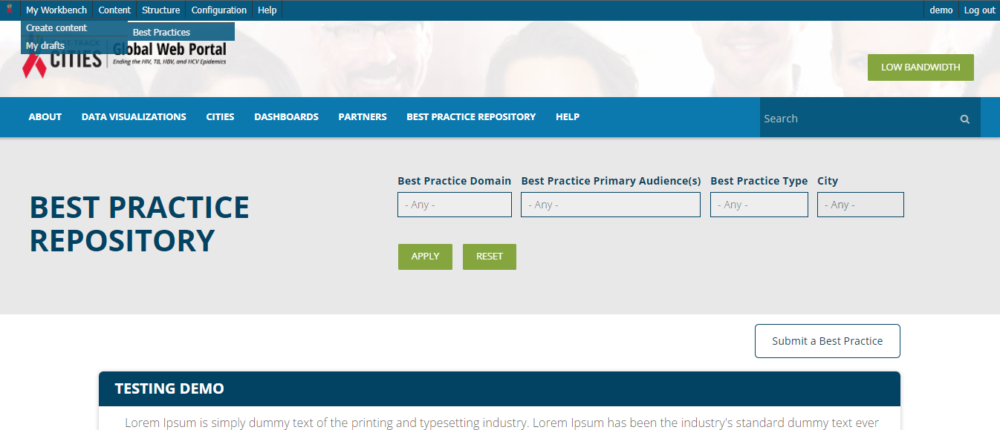 My Workbench Content Structure Configuration Help demo Log out
Create content
Best Practices
My drafts
CITIES
Global Web Portal
Ending the HIV, TB, HBV, and HCV Epidemics
LOW BANDWIDTH
ABOUT DATA VISUALIZATIONS CITIES DASHBOARDS PARTNERS BEST PRACTICE REPOSITORY HELP Search
Best Practice Domain Best Practice Primary Audience(s) Best Practice Type City
- Any - - Any - - Any - - Any -
BEST PRACTICE
REPOSITORY
APPLY RESET
Submit a Best Practice
TESTING DEMO
Lorem Ipsum is simply dummy text of the printing and typesetting industry. Lorem Ipsum has been the industry's standard dummy text ever